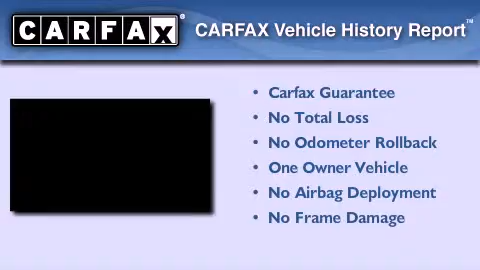 CARFAX® CARFAX Vehicle History Report™
• Carfax Guarantee
• No Total Loss
• No Odometer Rollback
• One Owner Vehicle
• No Airbag Deployment
• No Frame Damage